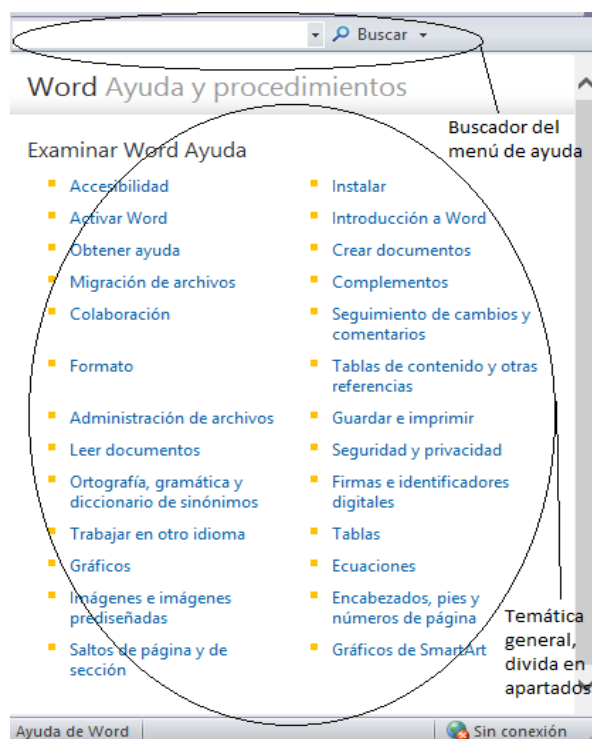 Buscar
Word Ayuda y procedimientos
Buscador del
menú de ayuda
Examinar Word Ayuda
Accesibilidad
Activar Word
Obtener ayuda
Migración de archivos
Colaboración
Formato
Administración de archivos
Leer documentos
Ortografía, gramática y
diccionario de sinónimos
Trabajar en otro idioma
Gráficos
Imágenes e imágenes
prediseñadas
Saltos de página y de
sección
Instalar
Introducción a Word
Crear documentos
Complementos
Seguimiento de cambios y
comentarios
Tablas de contenido y otras
referencias
Guardar e imprimir
Seguridad y privacidad
Firmas e identificadores
digitales
Tablas
Ecuaciones
Encabezados, pies y
números de página
Gráficos de SmartArt
Temática
general,
divida en
apartados
Ayuda de Word
Sin conexión